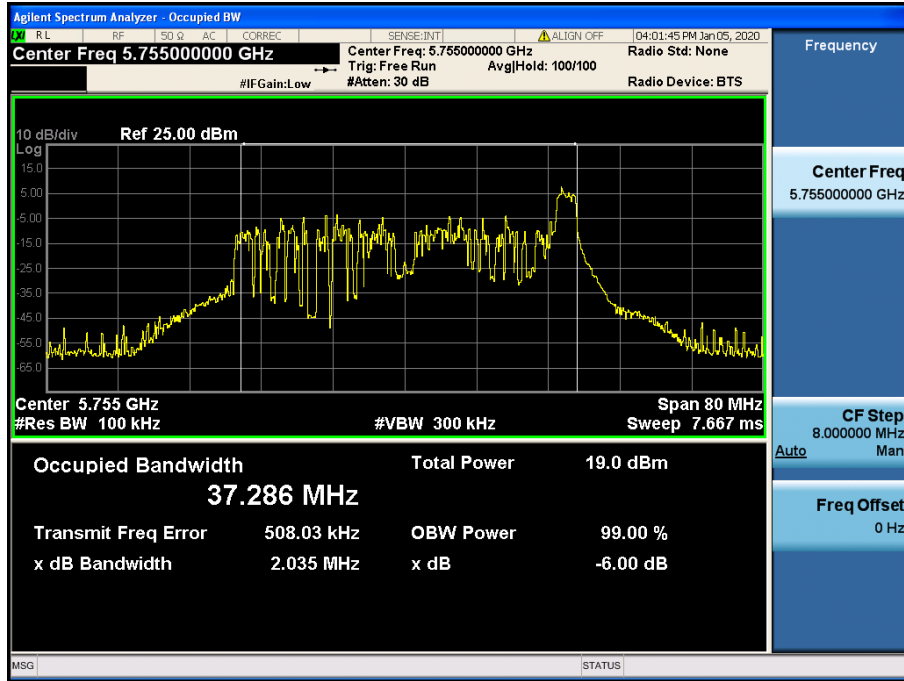 Agilent Spectrum Analyzer - Occupied BW
LXI RL RF 50 Ω AC CORREC SENSE:INT ALIGN OFF 04:01:45 PM Jan 05, 2020
Center Freq 5.755000000 GHz
Center Freq: 5.755000000 GHz Radio Std: None
Trig: Free Run Avg|Hold: 100/100
#IFGain:Low #Atten: 30 dB Radio Device: BTS
10 dB/div Ref 25.00 dBm
Log
15.0
5.00
-5.00
-15.0
-25.0
-35.0
-45.0
-55.0
-65.0
Center 5.755 GHz Span 80 MHz
#Res BW 100 kHz #VBW 300 kHz Sweep 7.667 ms
Occupied Bandwidth Total Power 19.0 dBm
37.286 MHz
Transmit Freq Error 508.03 kHz OBW Power 99.00 %
x dB Bandwidth 2.035 MHz x dB -6.00 dB
MSG STATUS
Frequency
Center Freq
5.755000000 GHz
CF Step
8.000000 MHz
Auto Man
Freq Offset
0 Hz